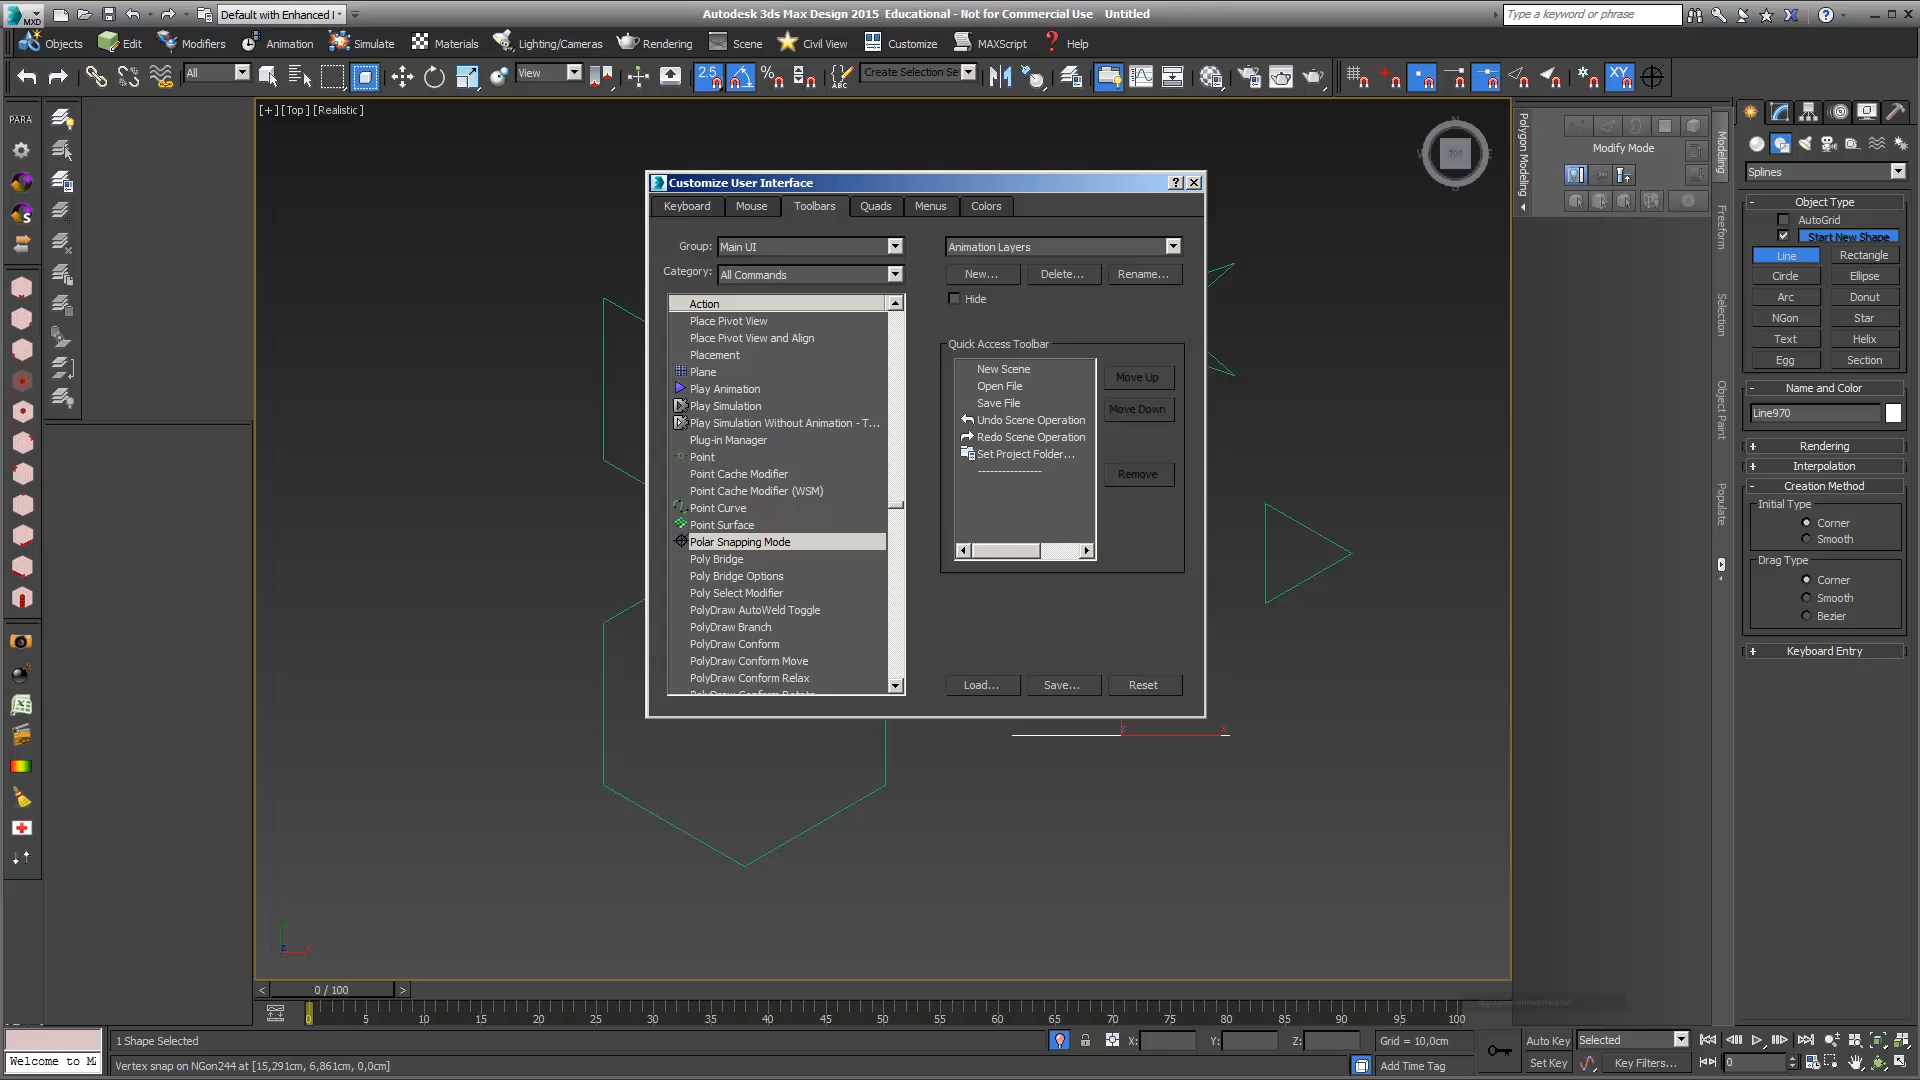 MXD
Default with Enhanced I
Autodesk 3ds Max Design 2015 Educational - Not for Commercial Use Untitled
Type a keyword or phrase
Objects Edit Modifiers Animation Simulate Materials Lighting/Cameras Rendering Scene Civil View Customize MAXScript Help
All View 2.5 % ABC Create Selection Se XY
PARA
[+][Top][Realistic]
TOP
Customize User Interface
Keyboard Mouse Toolbars Quads Menus Colors
Group: Main UI
Category: All Commands
Action
Place Pivot View
Place Pivot View and Align
Placement
Plane
Play Animation
Play Simulation
Play Simulation Without Animation - T...
Plug-in Manager
Point
Point Cache Modifier
Point Cache Modifier (WSM)
Point Curve
Point Surface
Polar Snapping Mode
Poly Bridge
Poly Bridge Options
Poly Select Modifier
PolyDraw AutoWeld Toggle
PolyDraw Branch
PolyDraw Conform
PolyDraw Conform Move
PolyDraw Conform Relax
PolyDraw Conform Rotate
Animation Layers
New... Delete... Rename...
Hide
Quick Access Toolbar
New Scene
Open File
Save File
Undo Scene Operation
Redo Scene Operation
Set Project Folder...
----------------
Move Up
Move Down
Remove
Load... Save... Reset
Polygon Modeling
Modify Mode
Modeling
Freeform
Selection
Object Paint
Populate
Splines
Object Type
AutoGrid
Start New Shape
Line Rectangle
Circle Ellipse
Arc Donut
NGon Star
Text Helix
Egg Section
Name and Color
Line970
Rendering
Interpolation
Creation Method
Initial Type
Corner
Smooth
Drag Type
Corner
Smooth
Bezier
Keyboard Entry
< 0 / 100 >
0 5 10 15 20 25 30 35 40 45 50 55 60 65 70 75 80 85 90 95 100
Welcome to M
1 Shape Selected
Vertex snap on NGon244 at [15,291cm, 6,861cm, 0,0cm]
X: Y: Z: Grid = 10,0cm
Add Time Tag
Auto Key Selected
Set Key Key Filters... 0